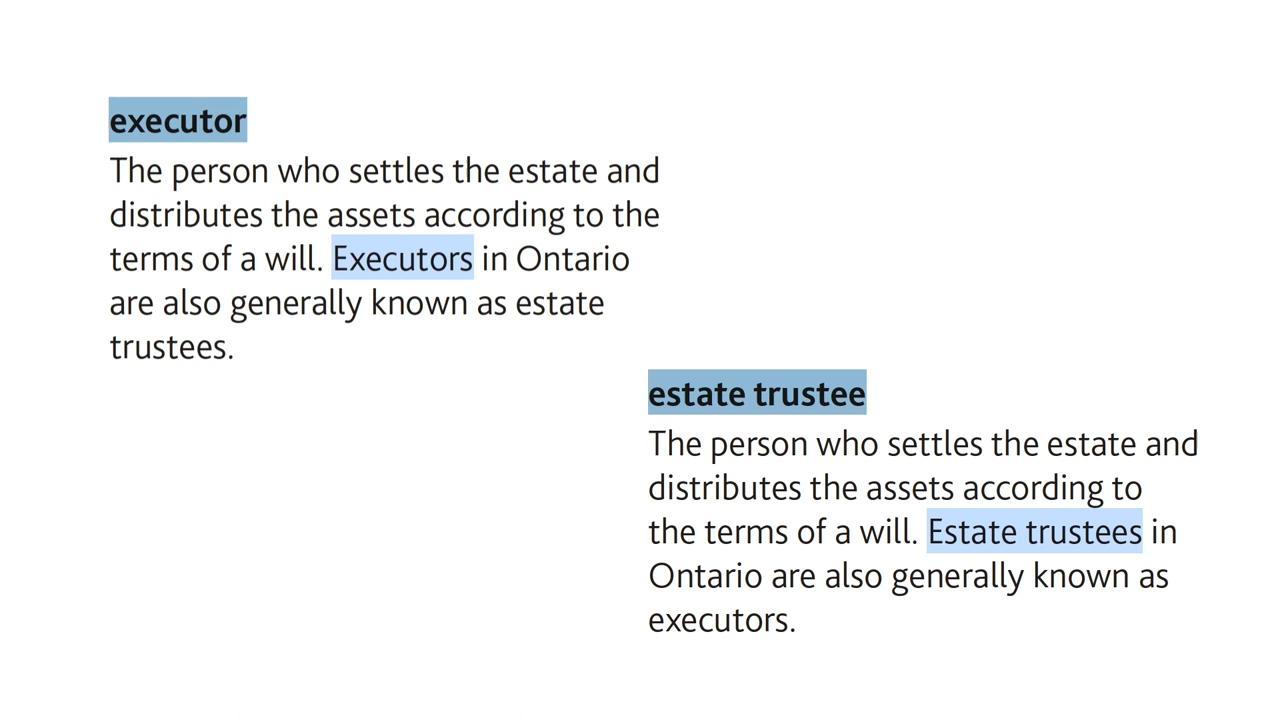 executor
The person who settles the estate and
distributes the assets according to the
terms of a will. Executors in Ontario
are also generally known as estate
trustees.
estate trustee
The person who settles the estate and
distributes the assets according to
the terms of a will. Estate trustees in
Ontario are also generally known as
executors.